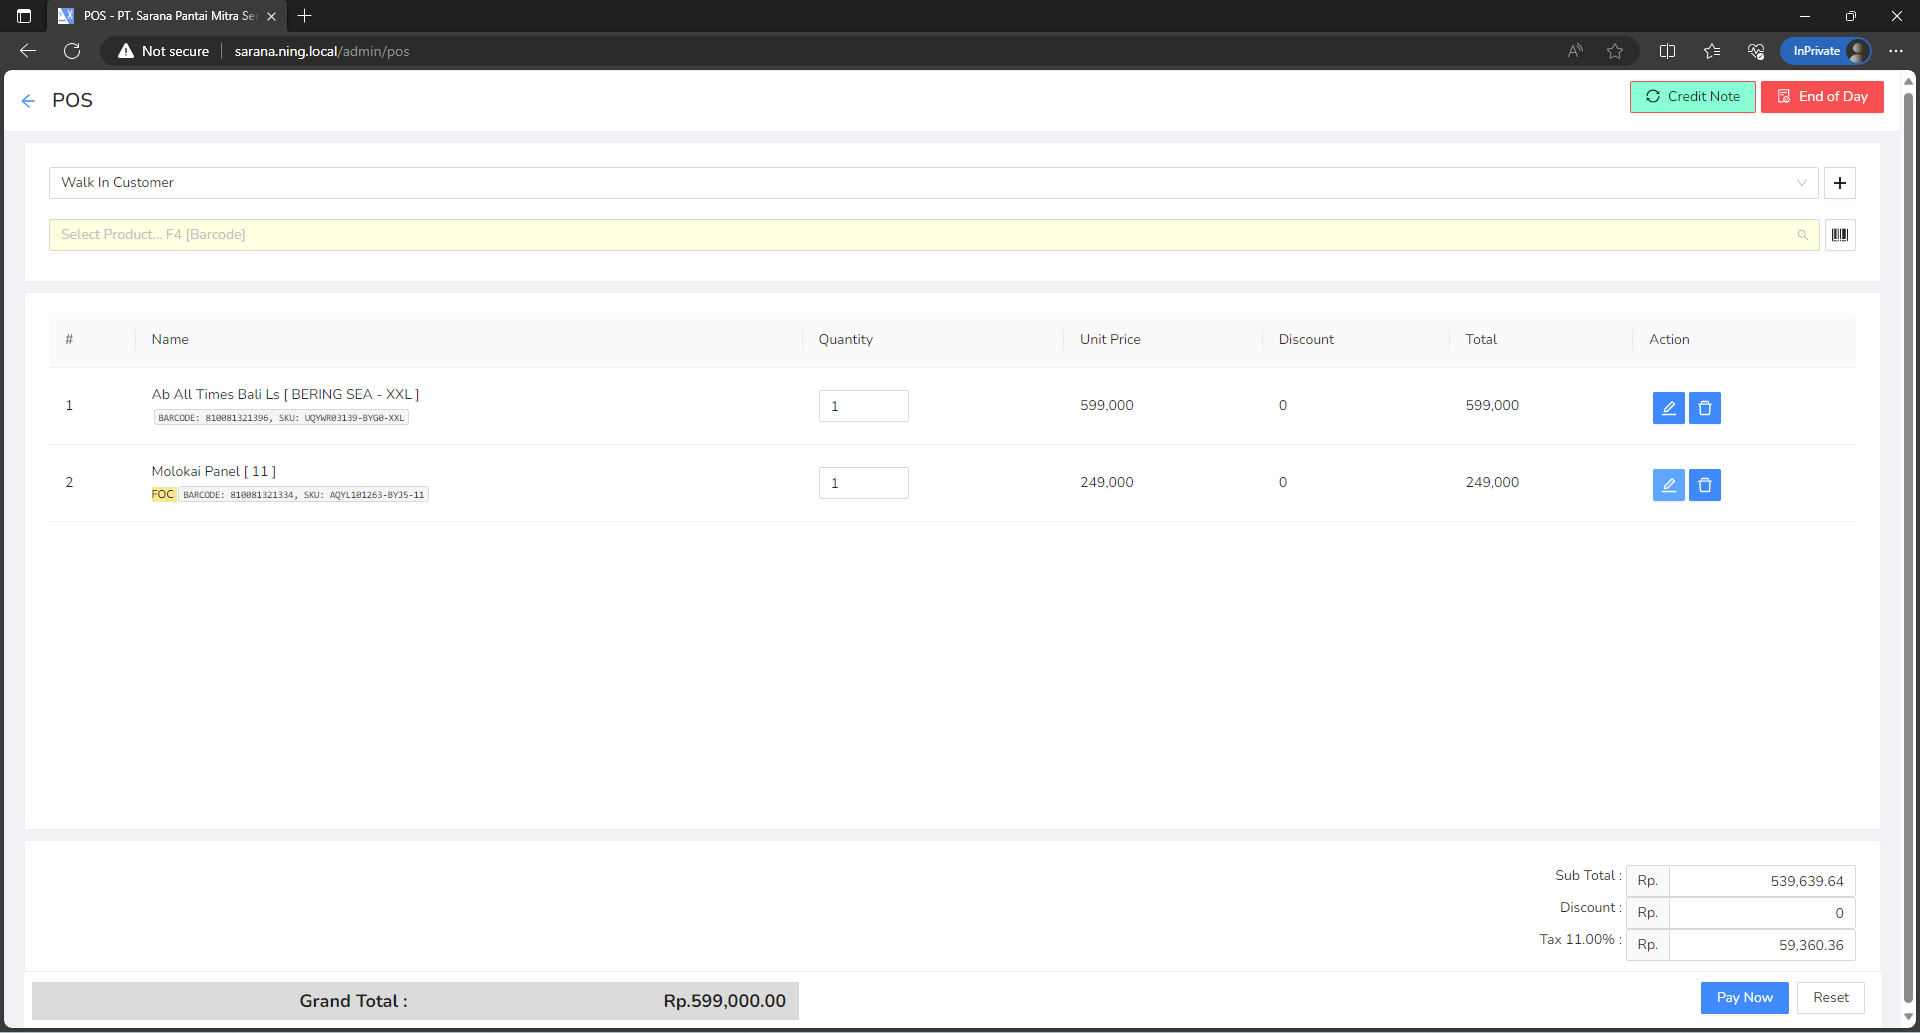 POS - PT. Sarana Pantai Mitra Se
Not secure
sarana.ning.local/admin/pos
InPrivate
POS
Credit Note
End of Day
Walk In Customer
Select Product... F4 [Barcode]
# Name Quantity Unit Price Discount Total Action
1
Ab All Times Bali Ls [ BERING SEA - XXL ]
BARCODE: 810081321396, SKU: UQYWR03139-BYG0-XXL
1 599,000 0 599,000
2
Molokai Panel [ 11 ]
FOC BARCODE: 810081321334, SKU: AQYL101263-BYJ5-11
1 249,000 0 249,000
Sub Total : Rp. 539,639.64
Discount : Rp. 0
Tax 11.00% : Rp. 59,360.36
Grand Total : Rp.599,000.00
Pay Now
Reset